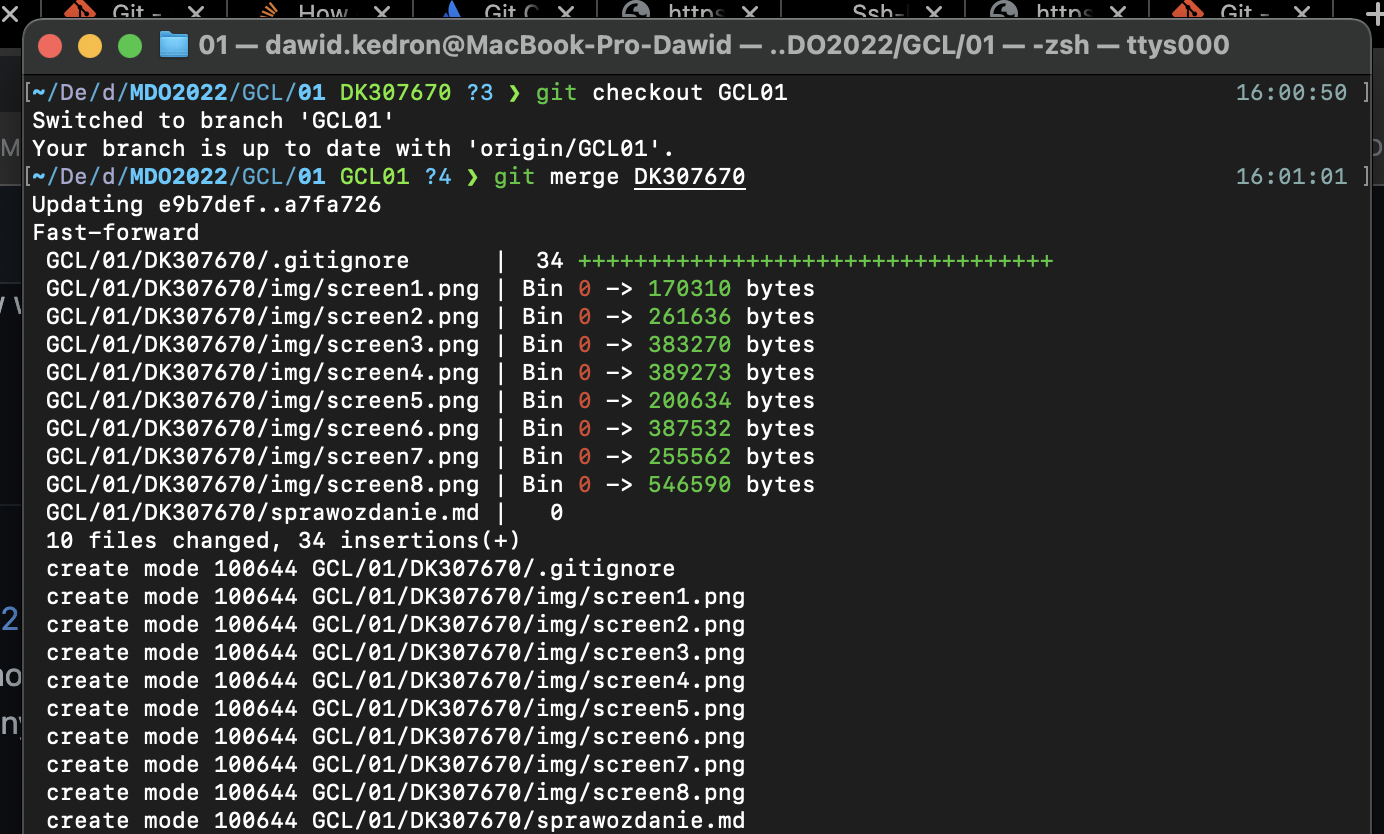 Git -
How
Git C
https
Ssh-
https
Git -
01 — dawid.kedron@MacBook-Pro-Dawid — ..DO2022/GCL/01 — -zsh — ttys000
[~/De/d/MDO2022/GCL/01 DK307670 ?3 ❯ git checkout GCL01 16:00:50 ]
Switched to branch 'GCL01'
Your branch is up to date with 'origin/GCL01'.
[~/De/d/MDO2022/GCL/01 GCL01 ?4 ❯ git merge DK307670 16:01:01 ]
Updating e9b7def..a7fa726
Fast-forward
GCL/01/DK307670/.gitignore | 34 ++++++++++++++++++++++++++++++++++
GCL/01/DK307670/img/screen1.png | Bin 0 -> 170310 bytes
GCL/01/DK307670/img/screen2.png | Bin 0 -> 261636 bytes
GCL/01/DK307670/img/screen3.png | Bin 0 -> 383270 bytes
GCL/01/DK307670/img/screen4.png | Bin 0 -> 389273 bytes
GCL/01/DK307670/img/screen5.png | Bin 0 -> 200634 bytes
GCL/01/DK307670/img/screen6.png | Bin 0 -> 387532 bytes
GCL/01/DK307670/img/screen7.png | Bin 0 -> 255562 bytes
GCL/01/DK307670/img/screen8.png | Bin 0 -> 546590 bytes
GCL/01/DK307670/sprawozdanie.md | 0
10 files changed, 34 insertions(+)
create mode 100644 GCL/01/DK307670/.gitignore
create mode 100644 GCL/01/DK307670/img/screen1.png
create mode 100644 GCL/01/DK307670/img/screen2.png
create mode 100644 GCL/01/DK307670/img/screen3.png
create mode 100644 GCL/01/DK307670/img/screen4.png
create mode 100644 GCL/01/DK307670/img/screen5.png
create mode 100644 GCL/01/DK307670/img/screen6.png
create mode 100644 GCL/01/DK307670/img/screen7.png
create mode 100644 GCL/01/DK307670/img/screen8.png
create mode 100644 GCL/01/DK307670/sprawozdanie.md